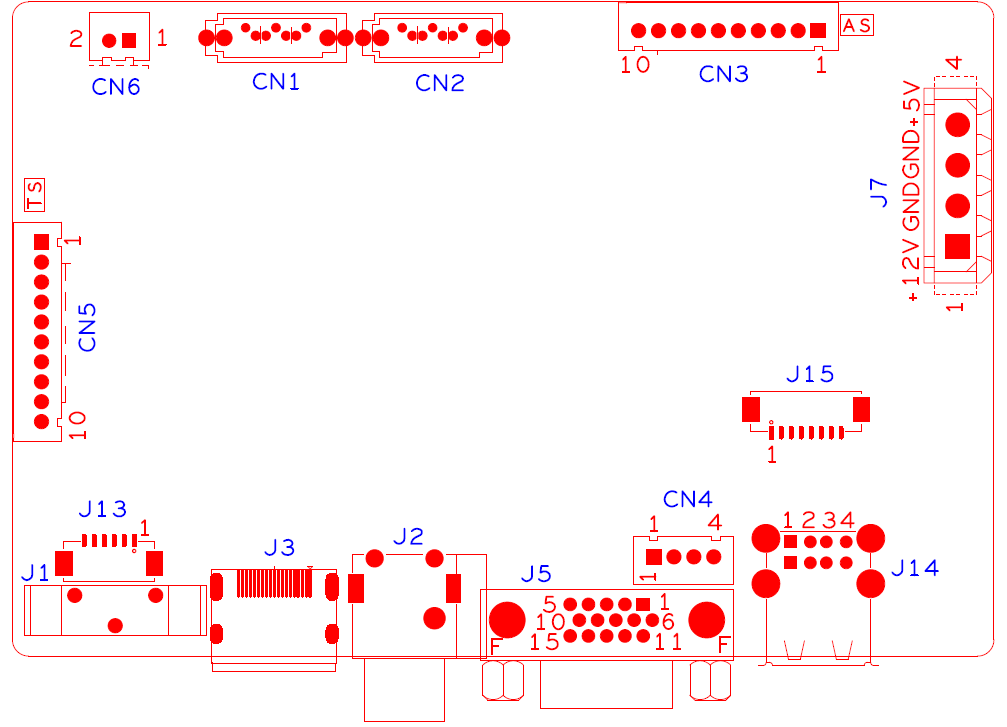 2 1
CN6
CN1
CN2
10 1
CN3
AS
4
+12V GND GND +5V
1
J7
TS
1
CN5
10
J15
1
J13
1
J1
J3
J2
CN4
1 4
1
J5
5 1
10 6
15 11
F F
1 2 3 4
J14